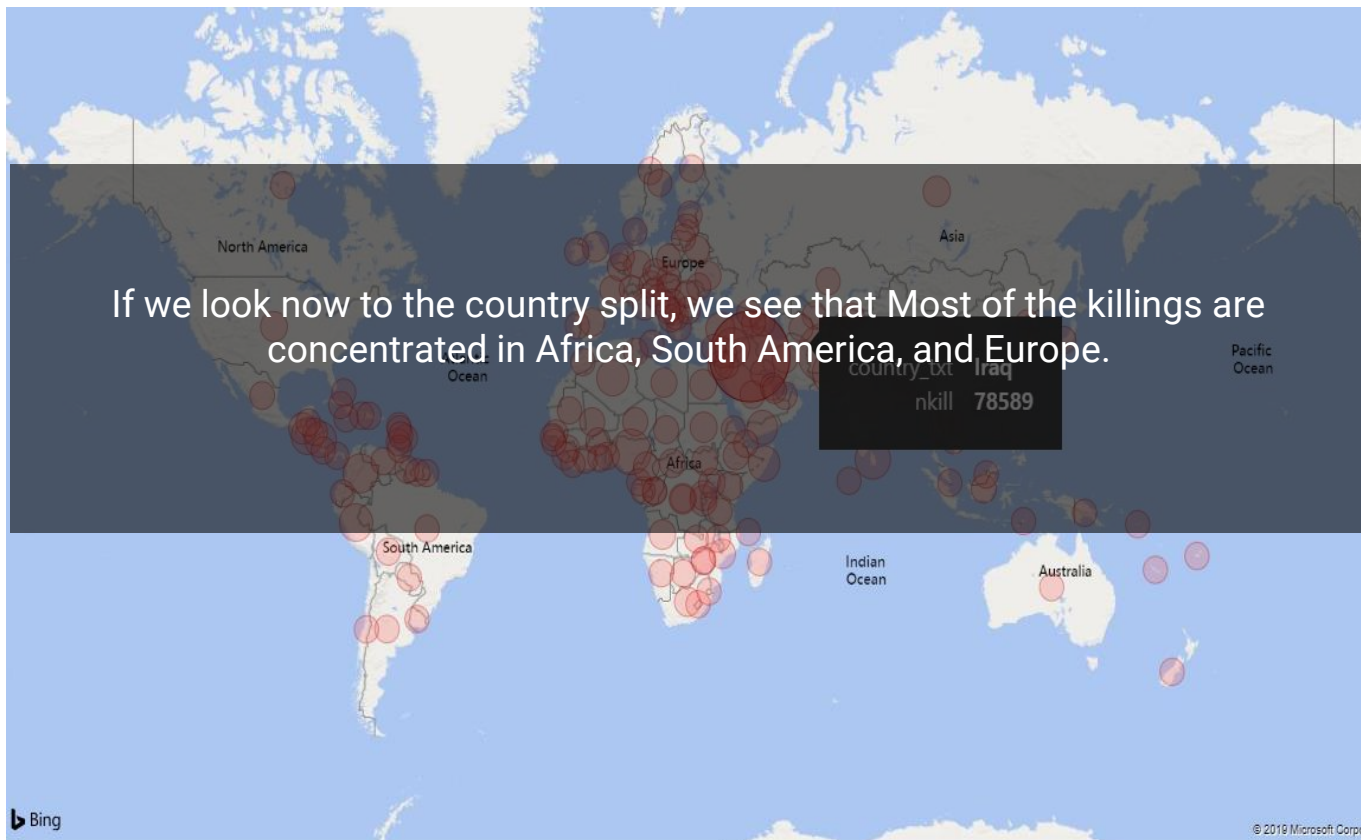 North America
Europe
Asia
If we look now to the country split, we see that Most of the killings are
concentrated in Africa, South America, and Europe.
Ocean
country_txt Iraq
nkill 78589
Pacific
Ocean
Africa
South America
Indian
Ocean
Australia
Bing
© 2019 Microsoft Corp